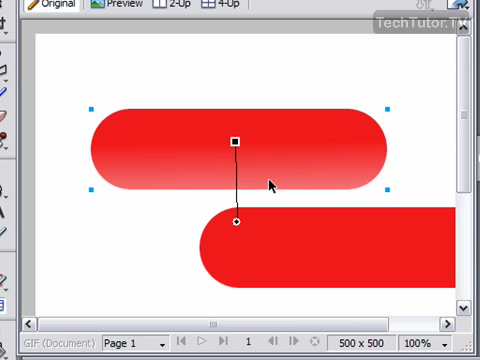 Original Preview 2-Up 4-Up
TechTutor.TV
GIF (Document) Page 1 1 500 x 500 100%